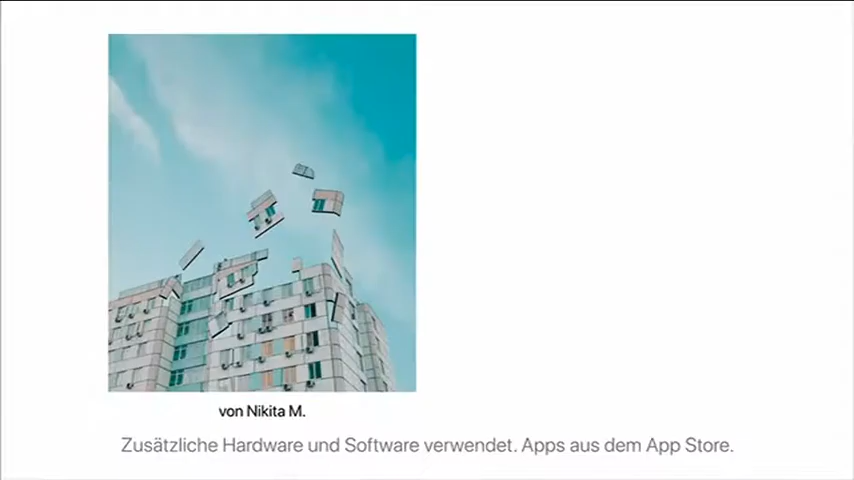 von Nikita M.
Zusätzliche Hardware und Software verwendet. Apps aus dem App Store.